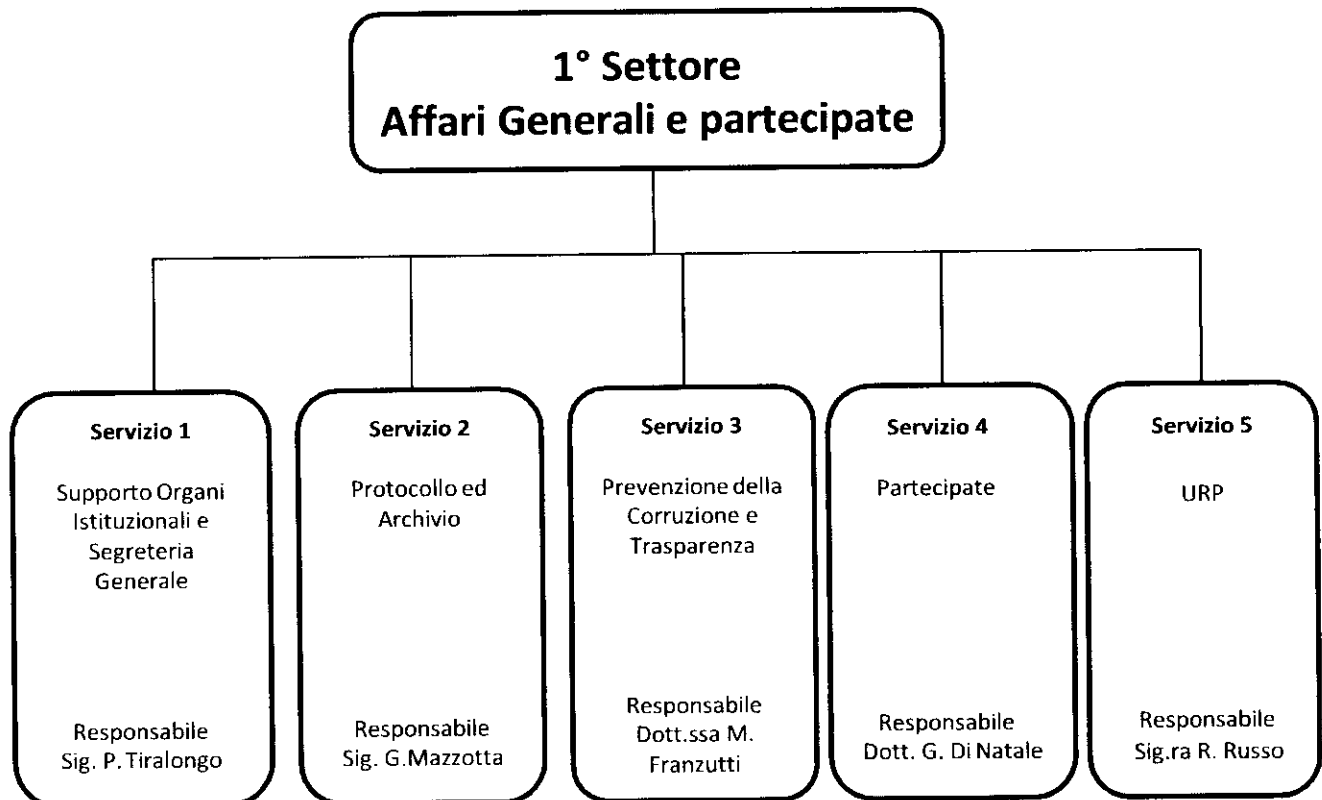 1° Settore
Affari Generali e partecipate
Servizio 1
Supporto Organi
Istituzionali e
Segreteria
Generale
Responsabile
Sig. P. Tiralongo
Servizio 2
Protocollo ed
Archivio
Responsabile
Sig. G.Mazzotta
Servizio 3
Prevenzione della
Corruzione e
Trasparenza
Responsabile
Dott.ssa M.
Franzutti
Servizio 4
Partecipate
Responsabile
Dott. G. Di Natale
Servizio 5
URP
Responsabile
Sig.ra R. Russo